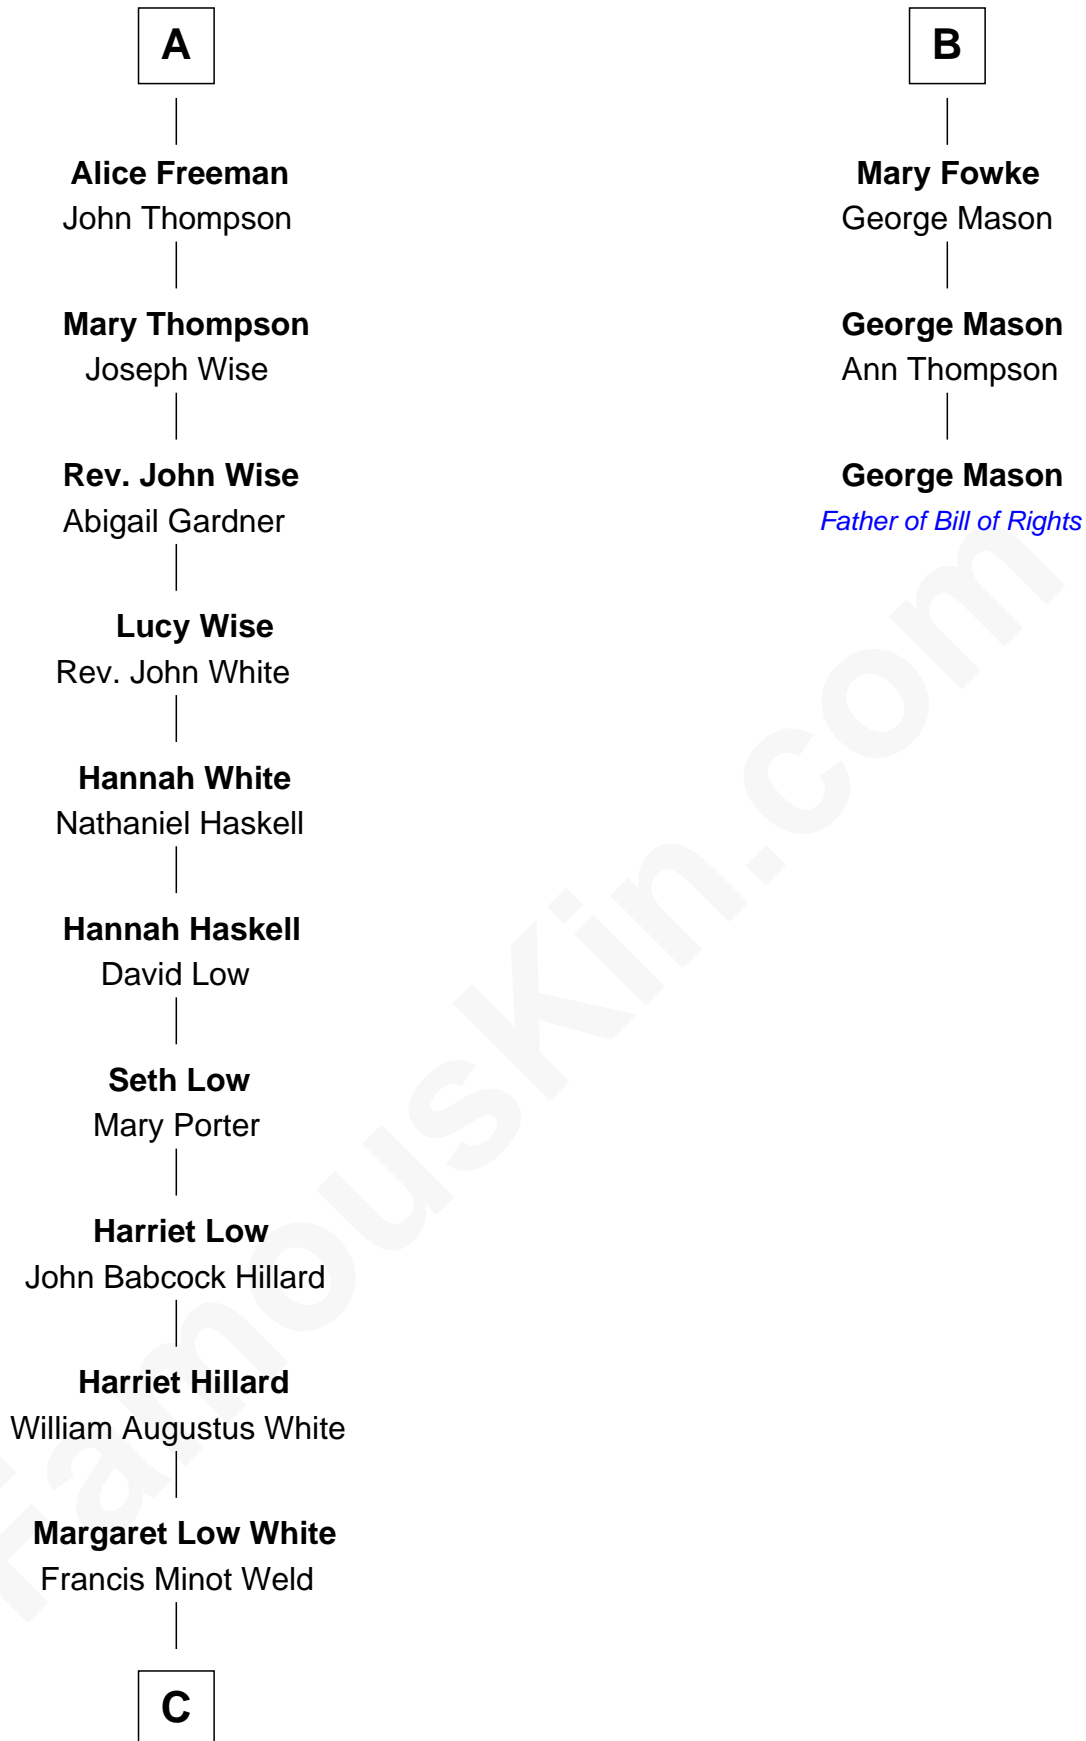 A
Alice Freeman
John Thompson
Mary Thompson
Joseph Wise
Rev. John Wise
Abigail Gardner
Lucy Wise
Rev. John White
Hannah White
Nathaniel Haskell
Hannah Haskell
David Low
Seth Low
Mary Porter
Harriet Low
John Babcock Hillard
Harriet Hillard
William Augustus White
Margaret Low White
Francis Minot Weld
C
B
Mary Fowke
George Mason
George Mason
Ann Thompson
George Mason
Father of Bill of Rights
FamousKin.com